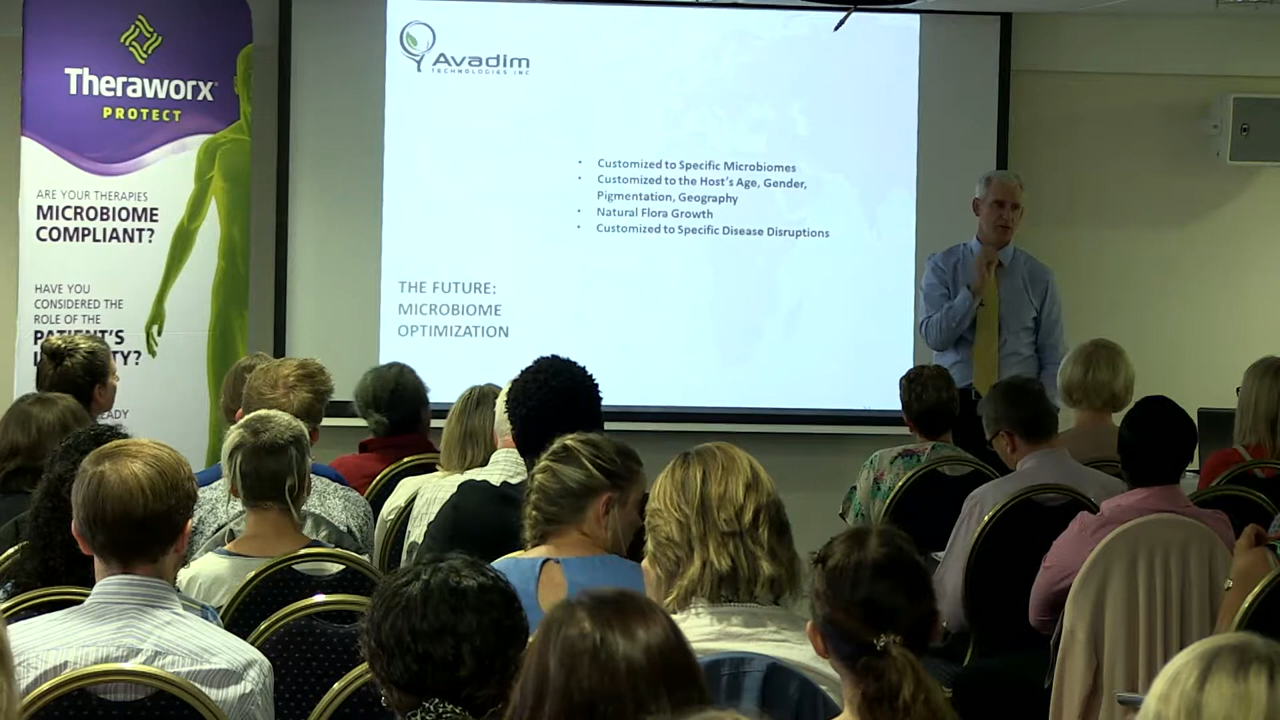 Theraworx
PROTECT
ARE YOUR THERAPIES
MICROBIOME
COMPLIANT?
HAVE YOU
CONSIDERED THE
ROLE OF THE
PATIENT'S
Avadim
TECHNOLOGIES INC
• Customized to Specific Microbiomes
• Customized to the Host's Age, Gender,
Pigmentation, Geography
• Natural Flora Growth
• Customized to Specific Disease Disruptions
THE FUTURE:
MICROBIOME
OPTIMIZATION